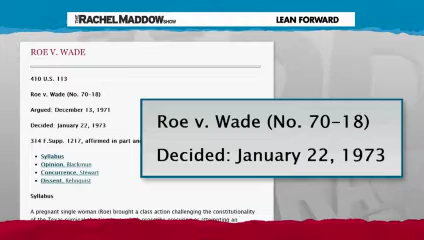 THE RACHEL MADDOW SHOW
LEAN FORWARD
ROE V. WADE
410 U.S. 113
Roe v. Wade (No. 70-18)
Argued: December 13, 1971
Decided: January 22, 1973
314 F.Supp. 1217, affirmed in part and
• Syllabus
• Opinion, Blackmun
• Concurrence, Stewart
• Dissent, Rehnquist
Syllabus
A pregnant single woman (Roe) brought a class action challenging the constitutionality
Roe v. Wade (No. 70-18)
Decided: January 22, 1973